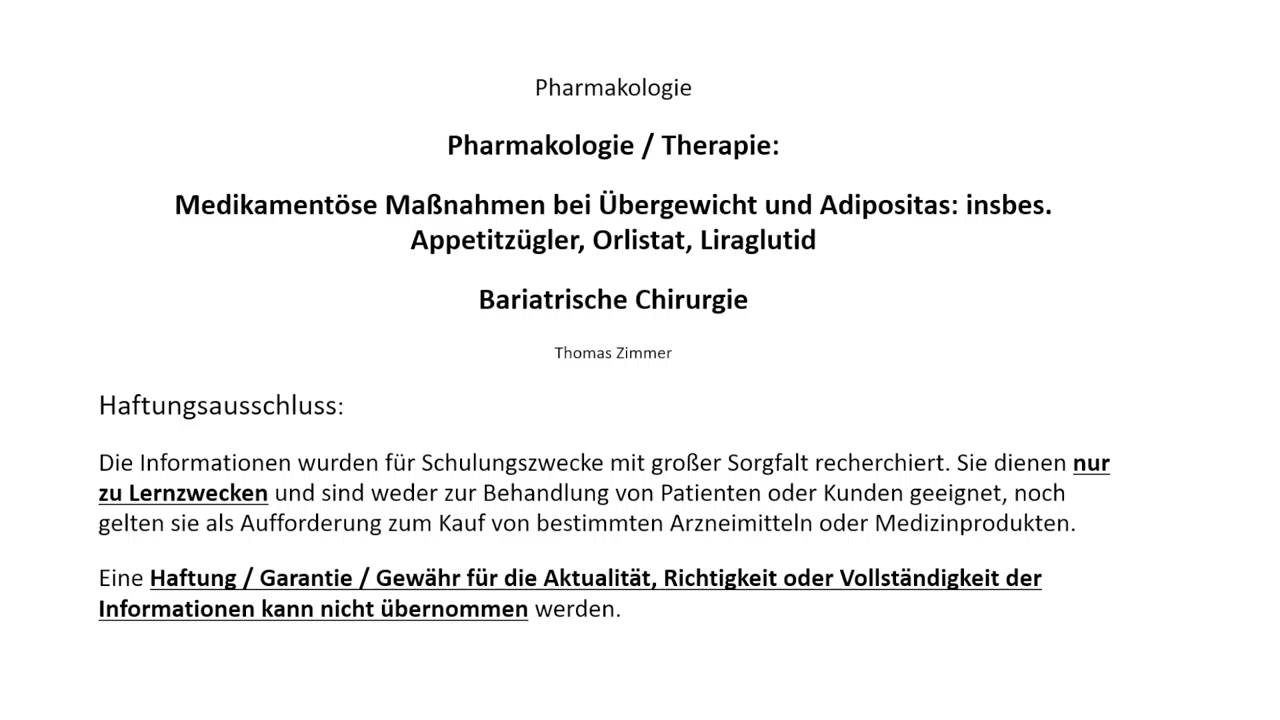 Pharmakologie
Pharmakologie / Therapie:
Medikamentöse Maßnahmen bei Übergewicht und Adipositas: insbes.
Appetitzügler, Orlistat, Liraglutid
Bariatrische Chirurgie
Thomas Zimmer
Haftungsausschluss:
Die Informationen wurden für Schulungszwecke mit großer Sorgfalt recherchiert. Sie dienen nur
zu Lernzwecken und sind weder zur Behandlung von Patienten oder Kunden geeignet, noch
gelten sie als Aufforderung zum Kauf von bestimmten Arzneimitteln oder Medizinprodukten.
Eine Haftung / Garantie / Gewähr für die Aktualität, Richtigkeit oder Vollständigkeit der
Informationen kann nicht übernommen werden.